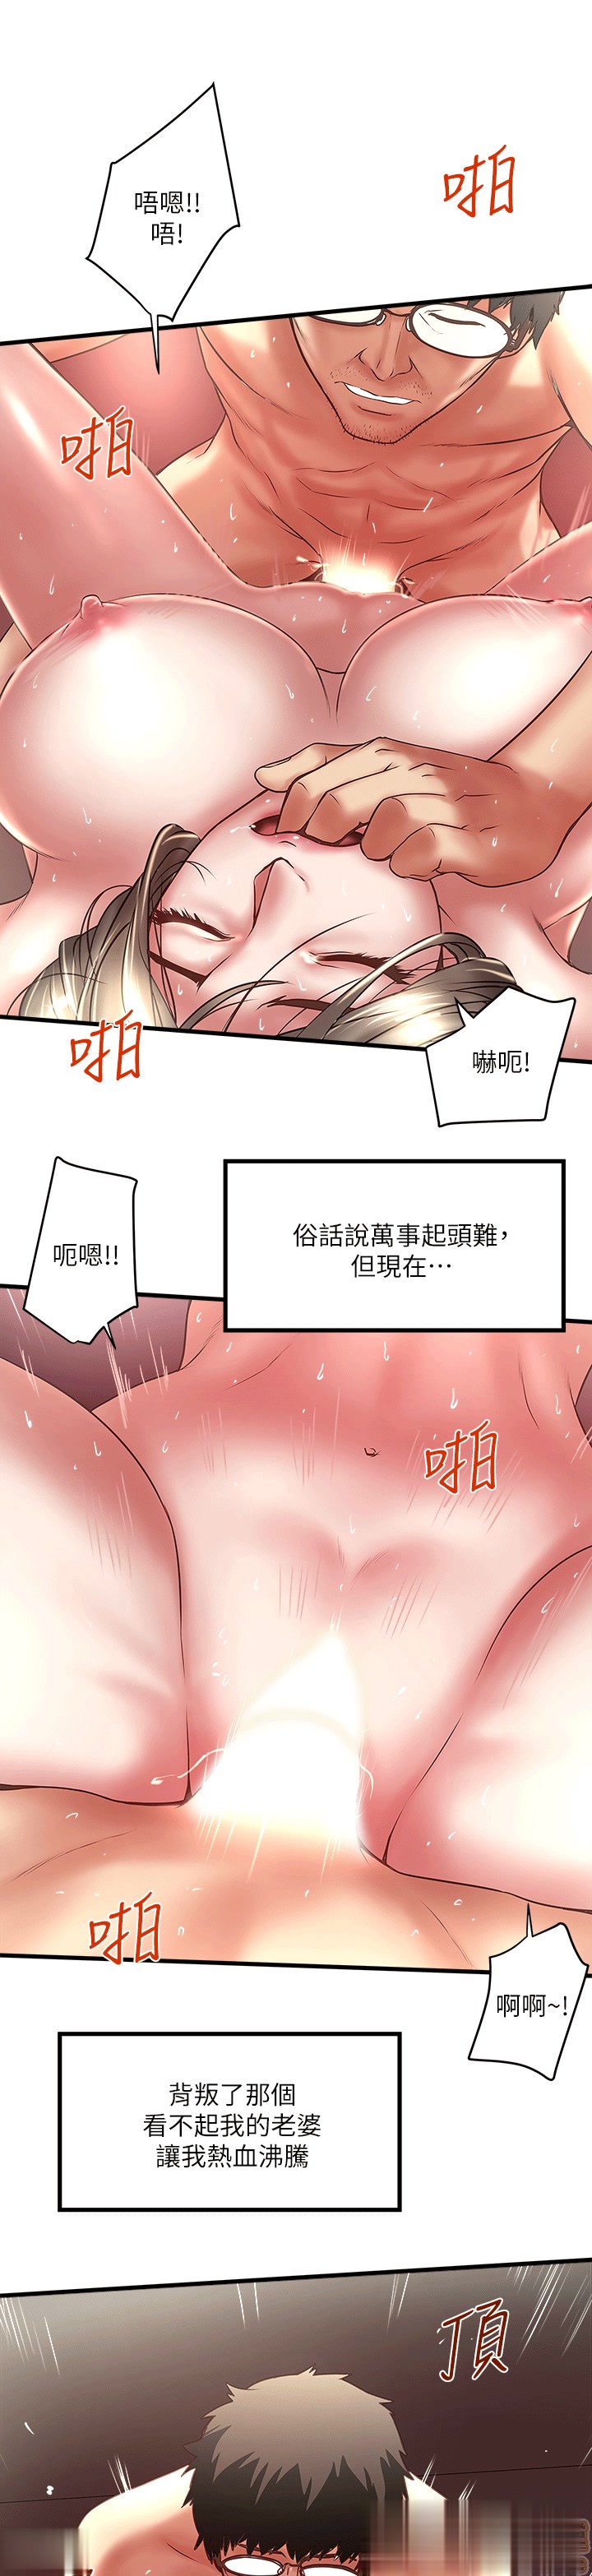 啪
唔嗯!!
唔!
啪
啪
嚇呃!
俗話說萬事起頭難，
但現在…
呃嗯!!
啪
啪
啊啊~!
背叛了那個
看不起我的老婆
讓我熱血沸騰
頂